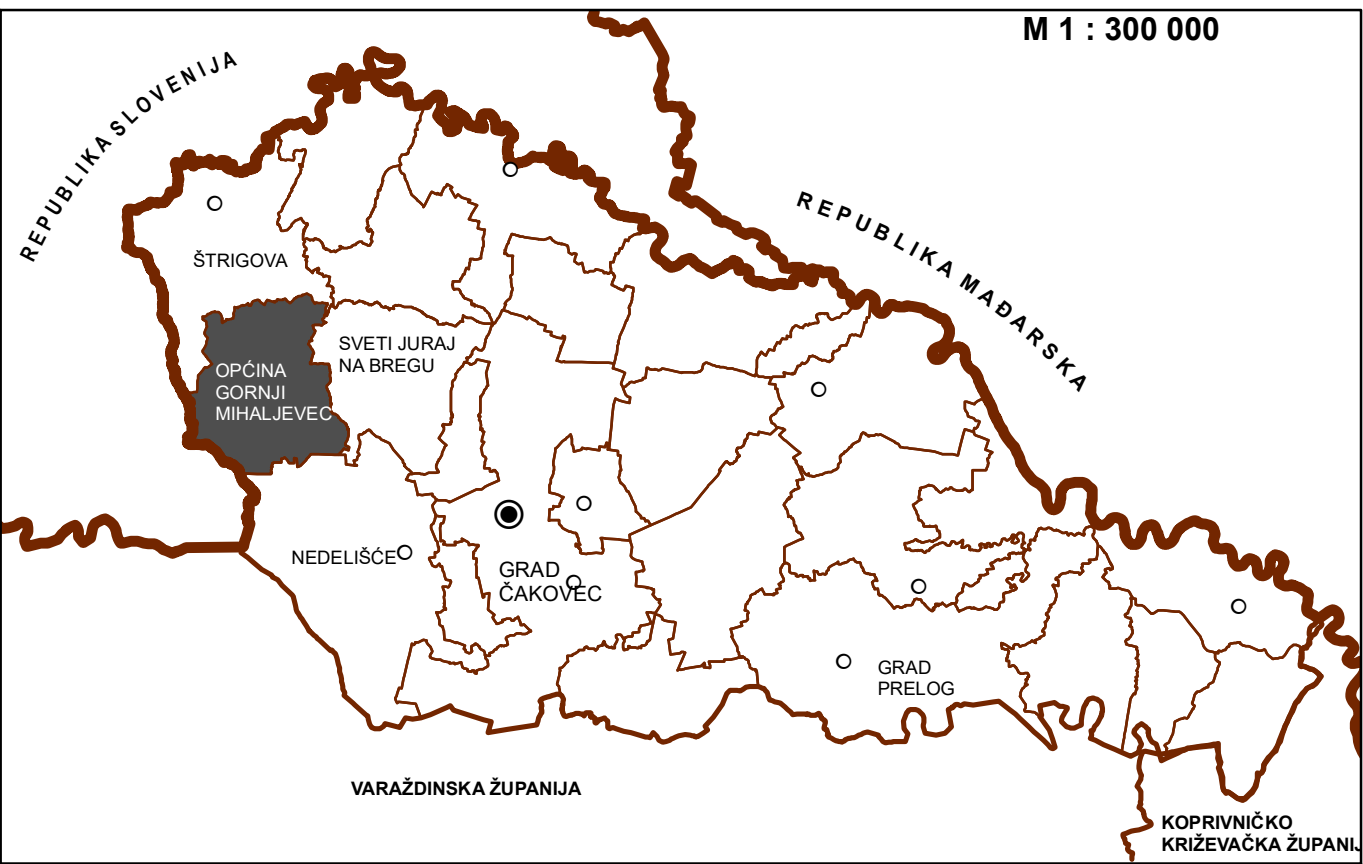 M 1 : 300 000
REPUBLIKA SLOVENIJA
REPUBLIKA MAĐARSKA
ŠTRIGOVA
SVETI JURAJ
NA BREGU
OPĆINA
GORNJI
MIHALJEVEC
NEDELIŠĆE
GRAD
ČAKOVEC
GRAD
PRELOG
VARAŽDINSKA ŽUPANIJA
KOPRIVNIČKO
KRIŽEVAČKA ŽUPANIJ